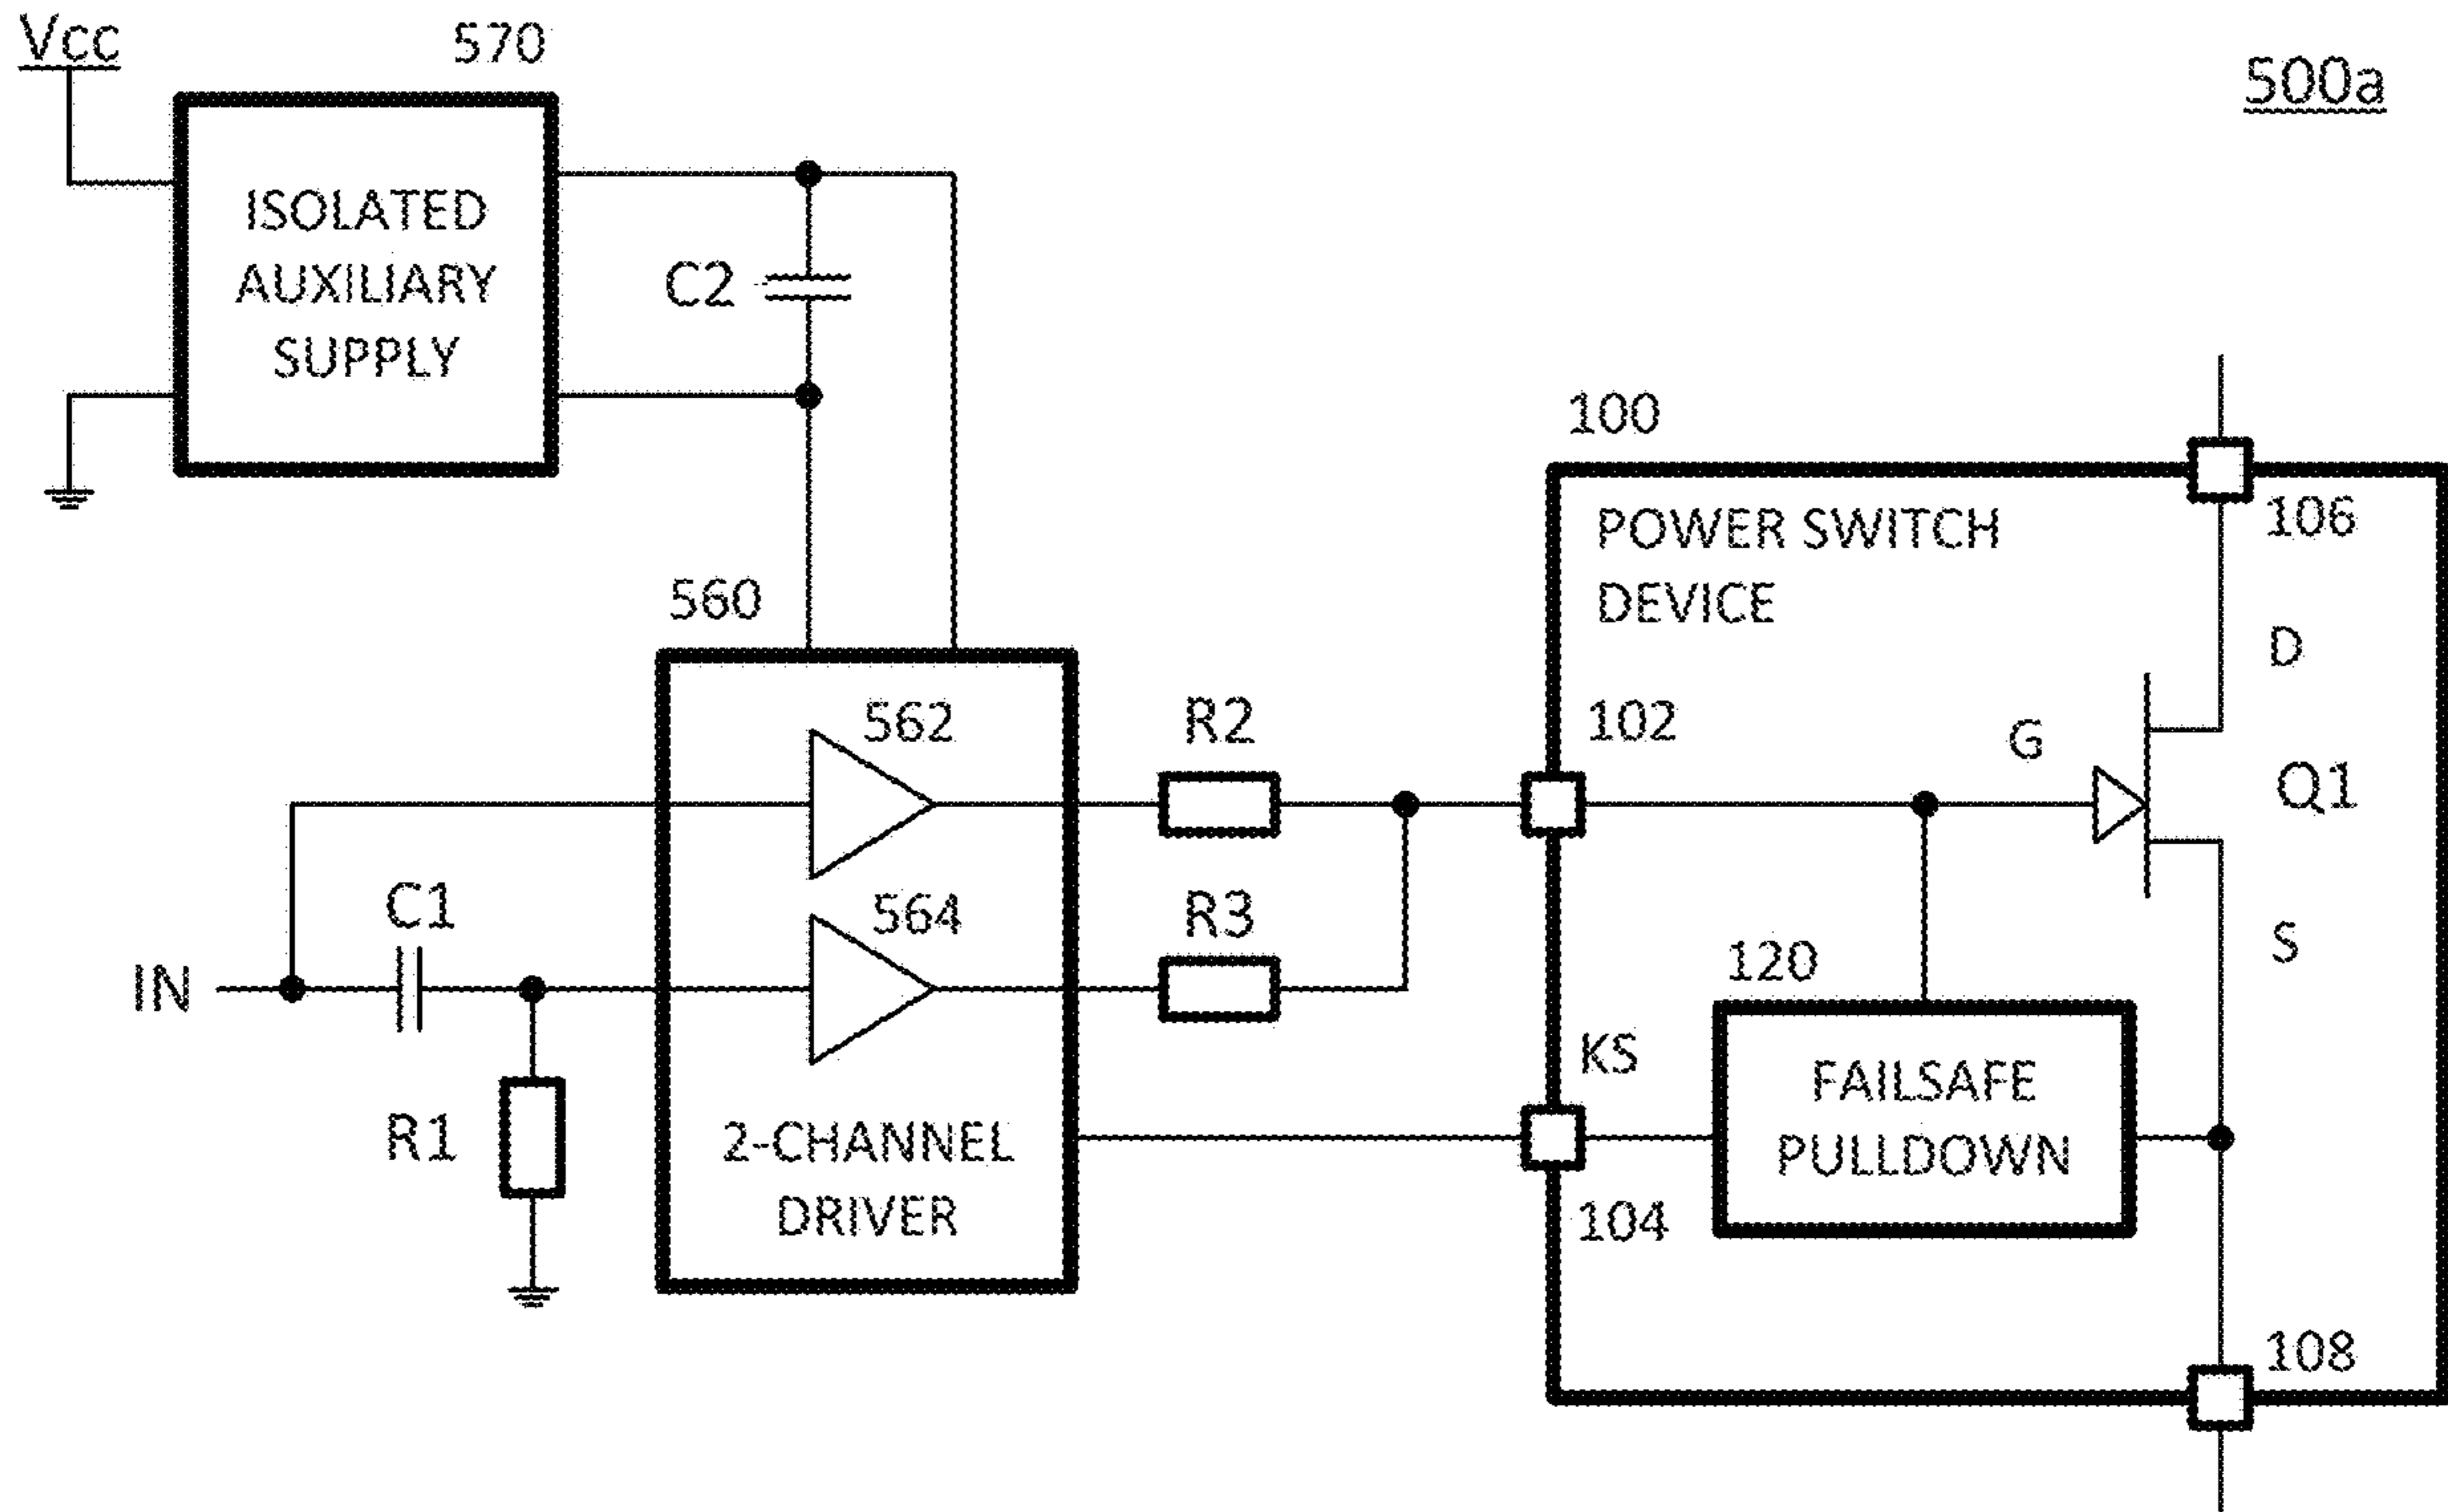 Vcc
570
500a
ISOLATED
AUXILIARY
SUPPLY
C2
100
POWER SWITCH
DEVICE
106
560
D
562
R2
102
G
Q1
C1
564
R3
S
IN
120
KS
FAILSAFE
PULLDOWN
R1
2-CHANNEL
DRIVER
104
108